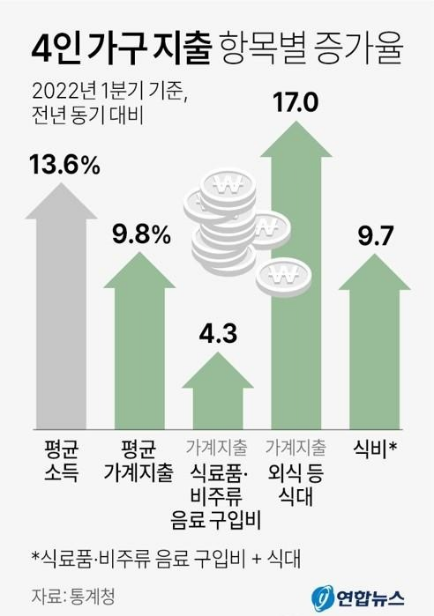 4인 가구 지출 항목별 증가율
2022년 1분기 기준,
전년 동기 대비
17.0
13.6%
9.8%
9.7
4.3
₩
₩
₩
평균
소득
평균
가계지출
가계지출
식료품·
비주류
음료 구입비
가계지출
외식 등
식대
식비*
*식료품·비주류 음료 구입비 + 식대
자료: 통계청
연합뉴스